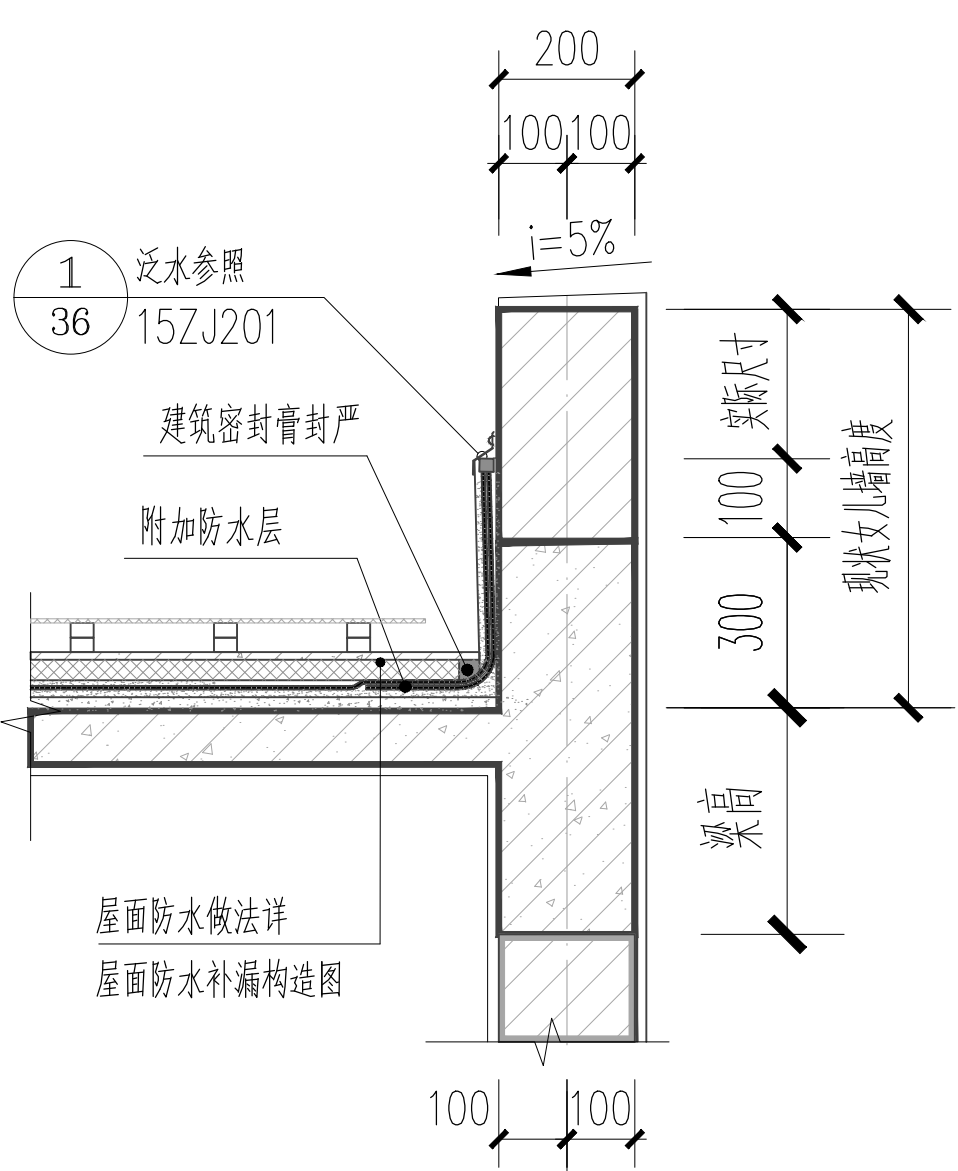 200
100 100
i=5%
1
36
泛水参照
15ZJ201
建筑密封膏封严
附加防水层
实际尺寸
100
300
现状女儿墙高度
梁高
屋面防水做法详
屋面防水补漏构造图
100 100